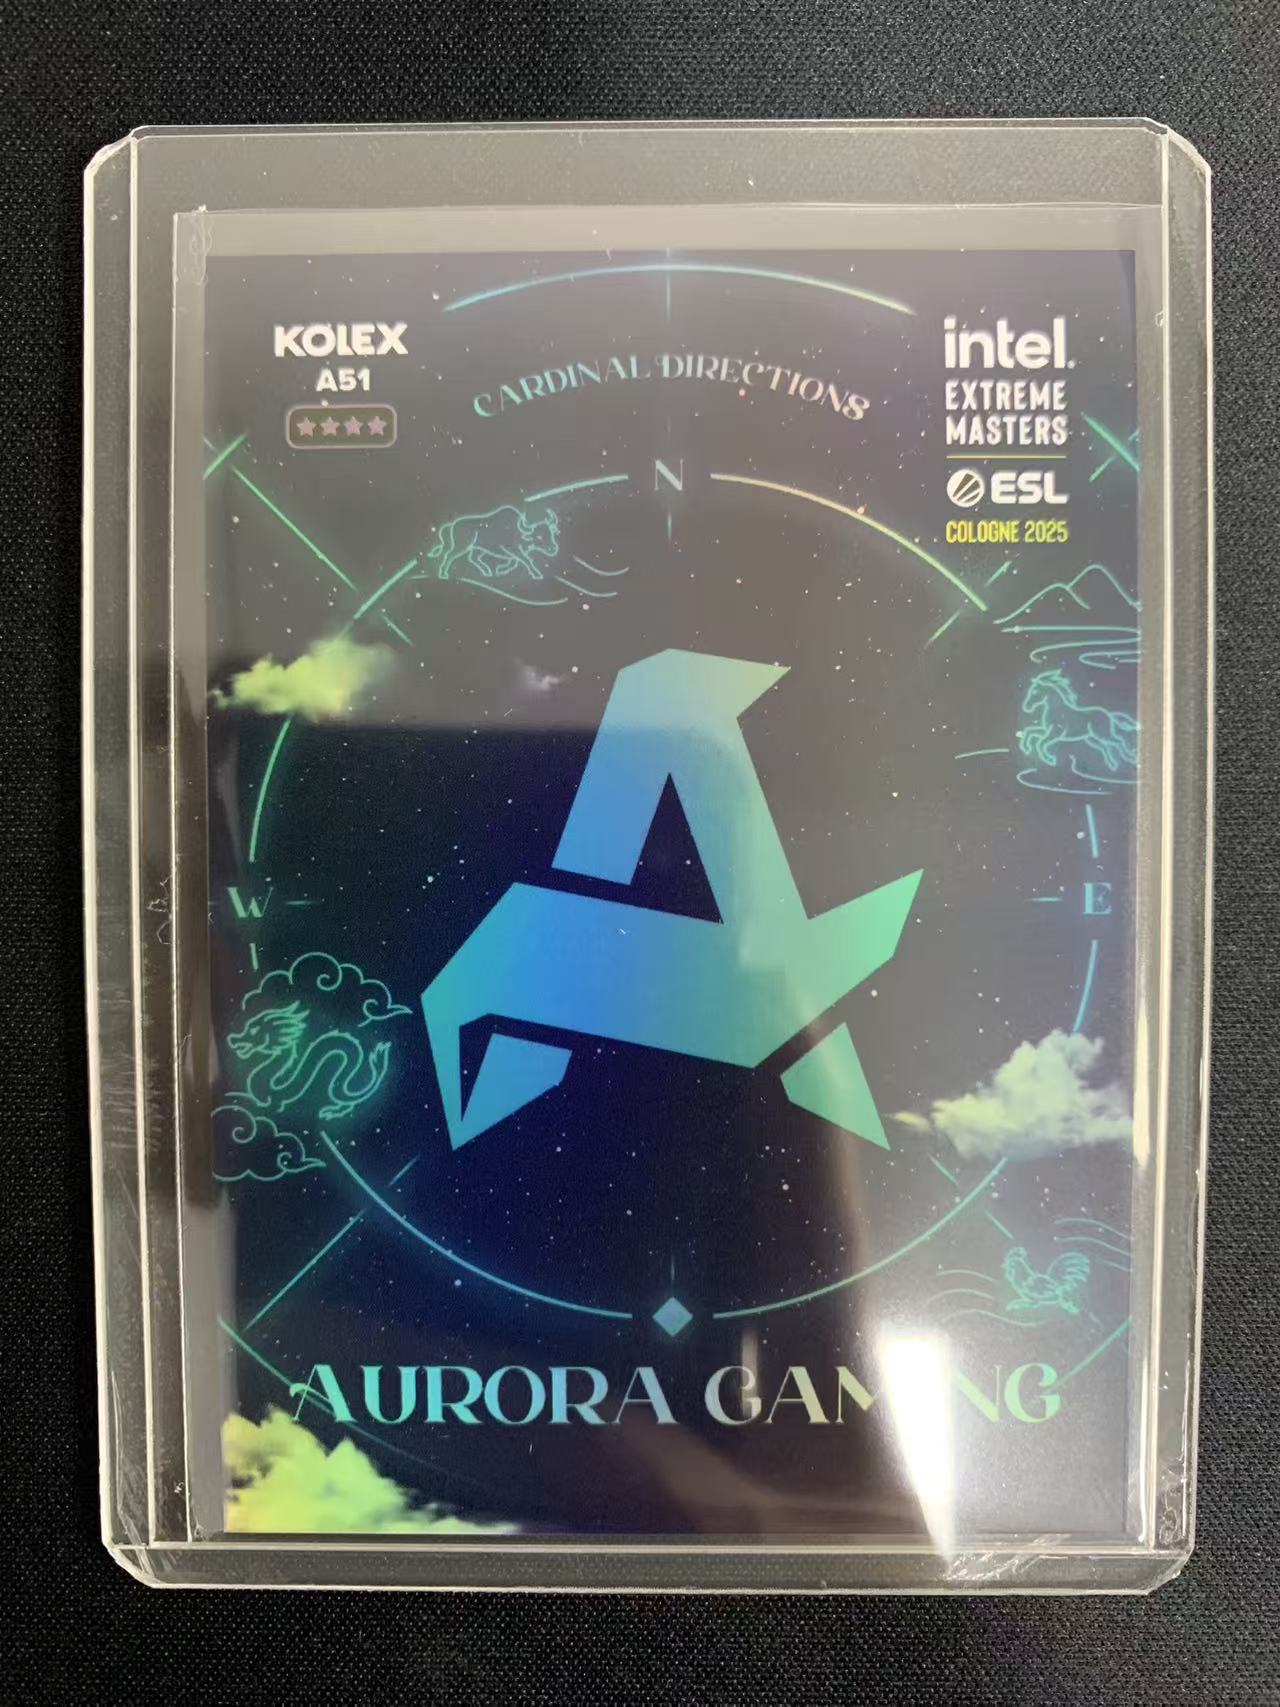 KOLEX
A51
CARDINAL DIRECTIONS
intel.
EXTREME
MASTERS
ESL
COLOGNE 2025
N
W
E
AURORA GAMING